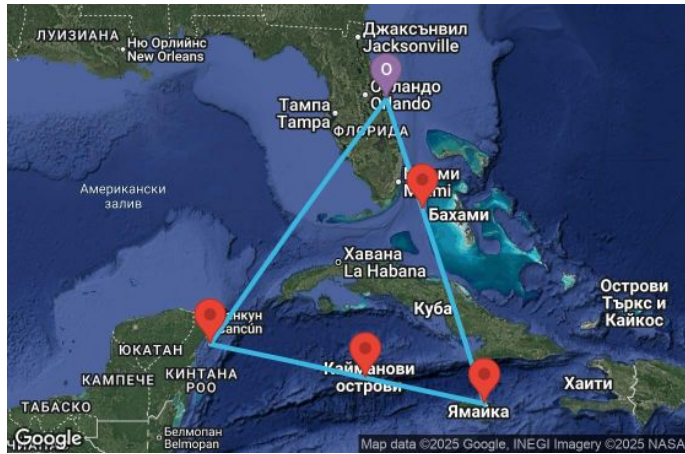 ЛУИЗИАНА
Ню Орлийнс
New Orleans
Джаксънвил
Jacksonville
O
Орландо
Orlando
Тампа
Tampa
ФЛОРИДА
Miami
Бахами
Американски
залив
Хавана
La Habana
Куба
Острови
Търкс и
Кайкос
Cancún
ЮКАТАН
КАМПЕЧЕ
КИНТАНА
РОО
Кайманови
острови
Ямайка
Хаити
ТАБАСКО
Белмопан
Belmopan
Google
Map data ©2025 Google, INEGI Imagery ©2025 NASA